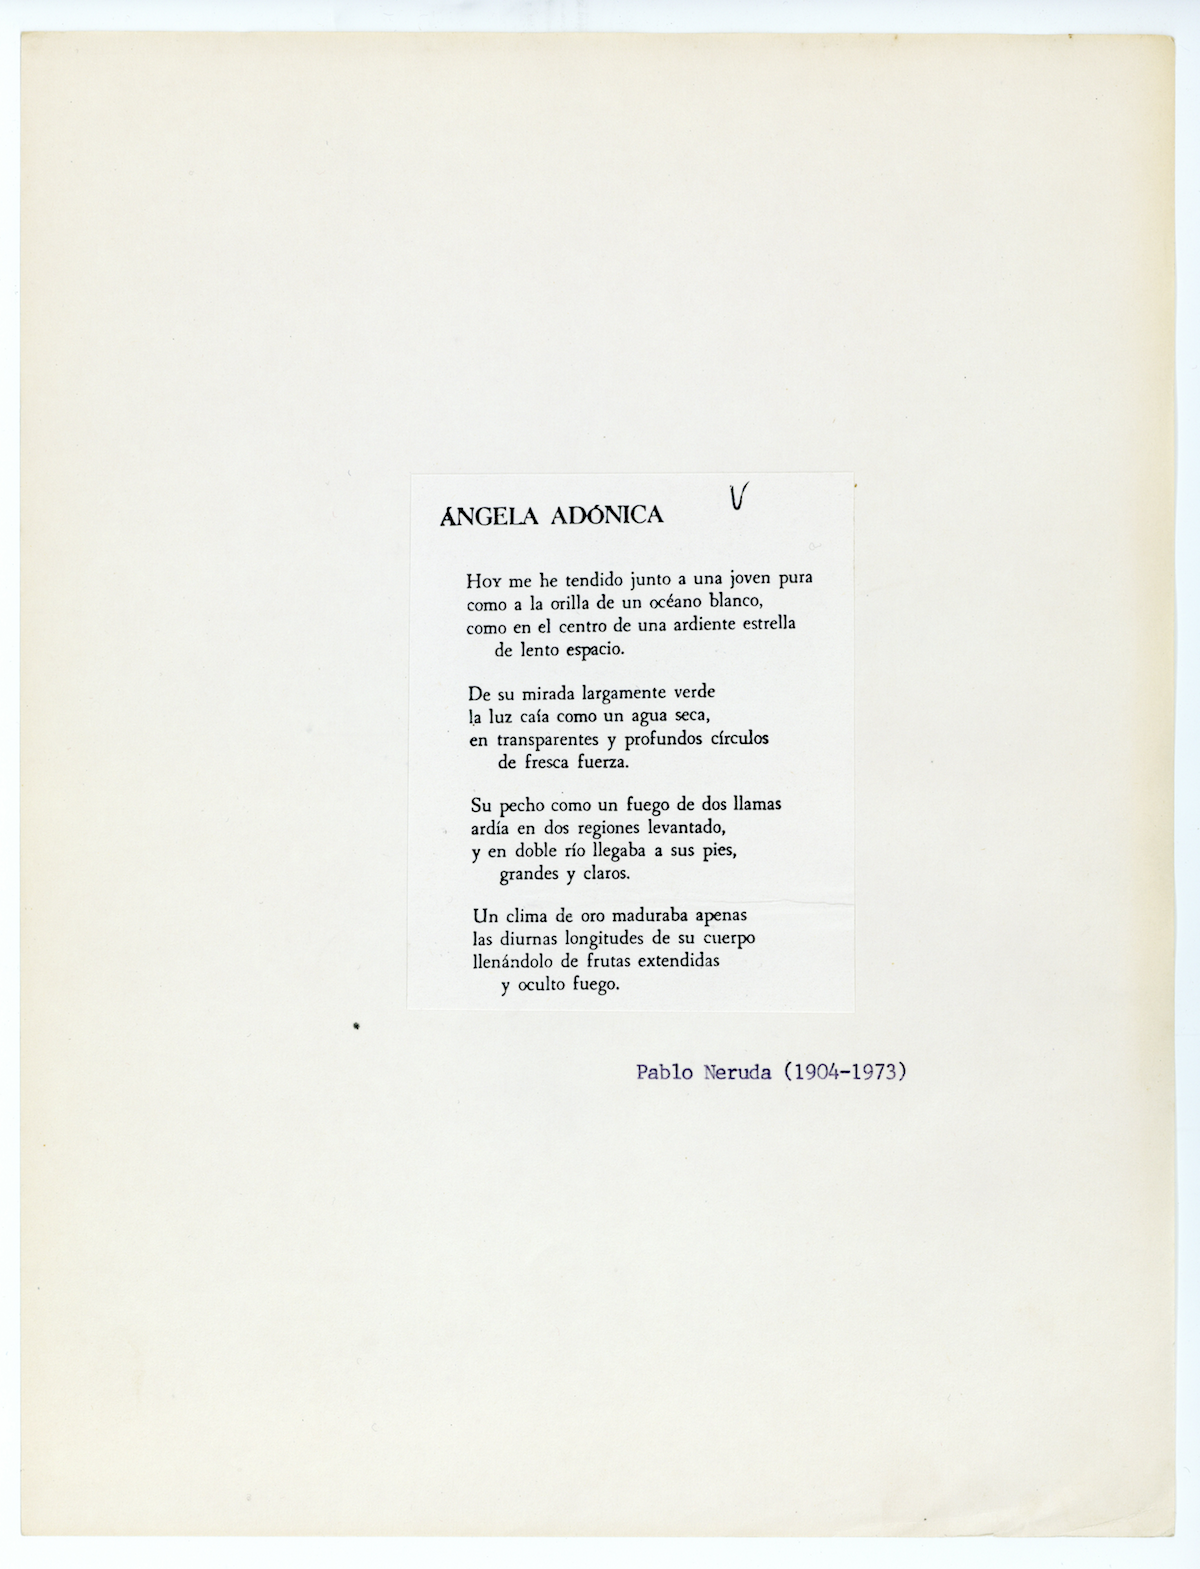 ÁNGELA ADÓNICA
V
Hoy me he tendido junto a una joven pura
como a la orilla de un océano blanco,
como en el centro de una ardiente estrella
de lento espacio.
De su mirada largamente verde
la luz caía como un agua seca,
en transparentes y profundos círculos
de fresca fuerza.
Su pecho como un fuego de dos llamas
ardía en dos regiones levantado,
y en doble río llegaba a sus pies,
grandes y claros.
Un clima de oro maduraba apenas
las diurnas longitudes de su cuerpo
llenándolo de frutas extendidas
y oculto fuego.
Pablo Neruda (1904-1973)